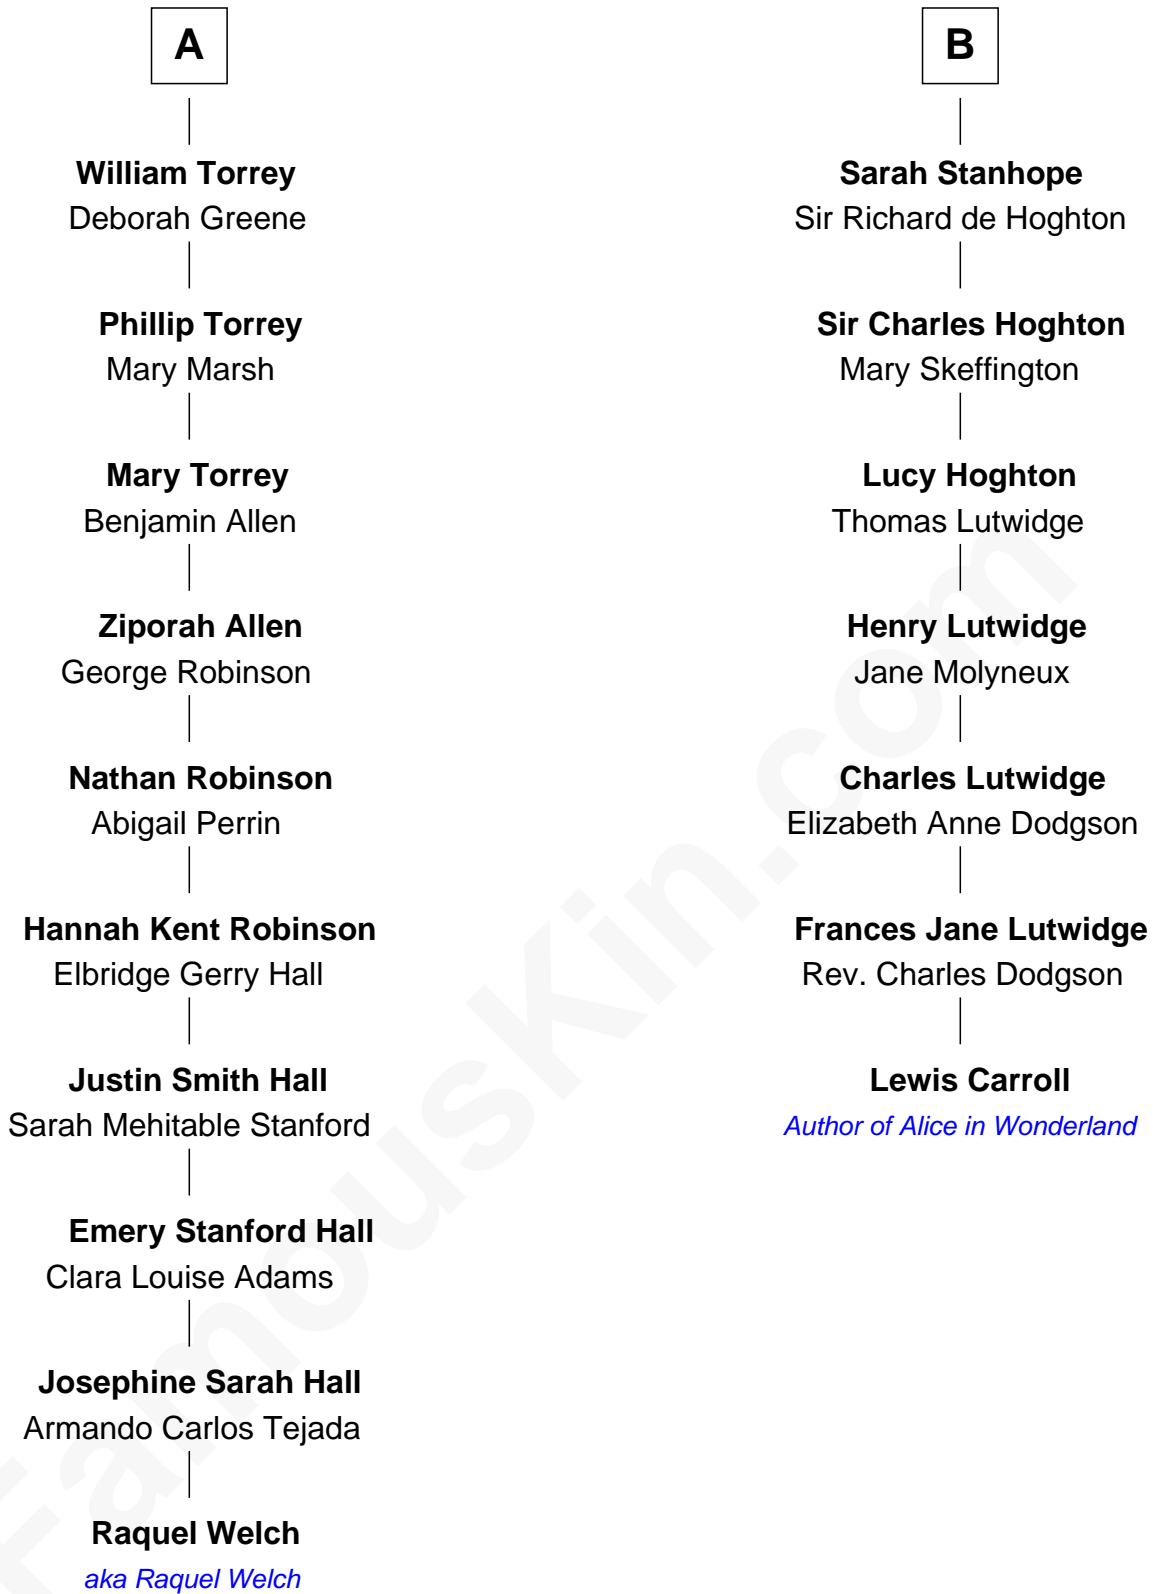 A
William Torrey
Deborah Greene
Phillip Torrey
Mary Marsh
Mary Torrey
Benjamin Allen
Ziporah Allen
George Robinson
Nathan Robinson
Abigail Perrin
Hannah Kent Robinson
Elbridge Gerry Hall
Justin Smith Hall
Sarah Mehitable Stanford
Emery Stanford Hall
Clara Louise Adams
Josephine Sarah Hall
Armando Carlos Tejada
Raquel Welch
aka Raquel Welch
B
Sarah Stanhope
Sir Richard de Hoghton
Sir Charles Hoghton
Mary Skeffington
Lucy Hoghton
Thomas Lutwidge
Henry Lutwidge
Jane Molyneux
Charles Lutwidge
Elizabeth Anne Dodgson
Frances Jane Lutwidge
Rev. Charles Dodgson
Lewis Carroll
Author of Alice in Wonderland
FamousKin.com